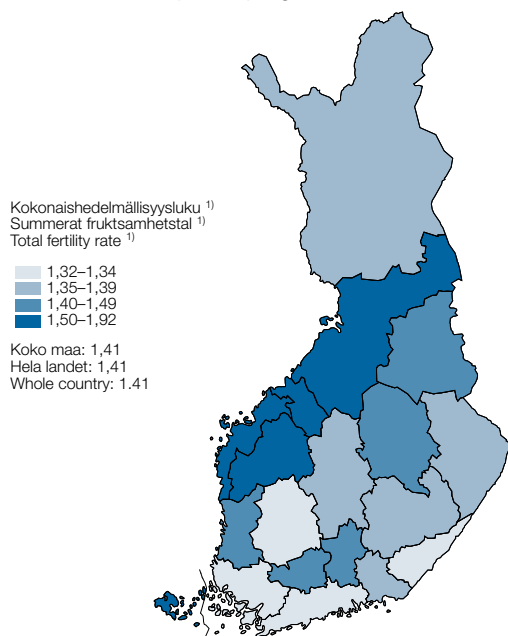 Kokonaishedelmällisyysluku 1)
Summerat fruktsamhetstal 1)
Total fertility rate 1)
1,32–1,34
1,35–1,39
1,40–1,49
1,50–1,92
Koko maa: 1,41
Hela landet: 1,41
Whole country: 1.41